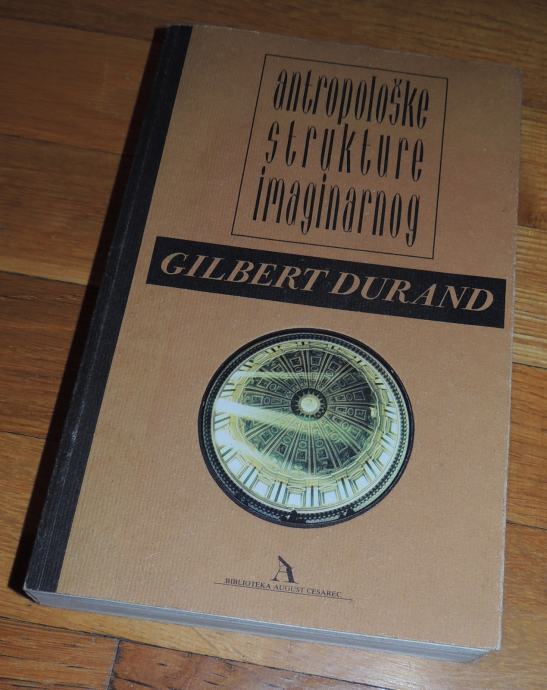 antropološke
strukture
imaginarnog
GILBERT DURAND
A
BIBLIOTEKA AUGUST CESAREC